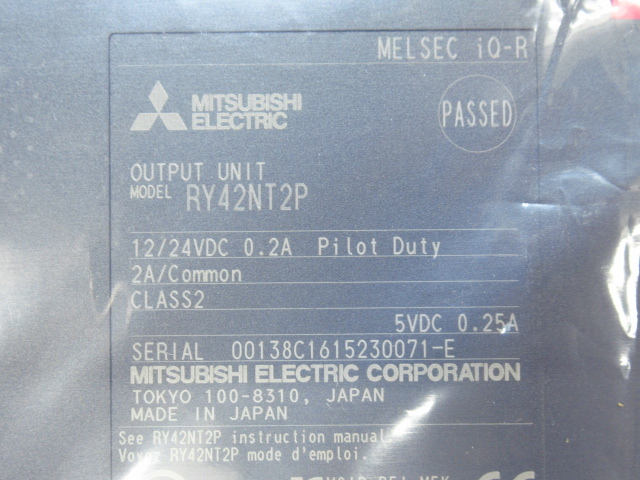 MELSEC iQ-R
MITSUBISHI
ELECTRIC
PASSED
OUTPUT UNIT
MODEL RY42NT2P
12/24VDC 0.2A Pilot Duty
2A/Common
CLASS2
5VDC 0.25A
SERIAL 00138C1615230071-E
MITSUBISHI ELECTRIC CORPORATION
TOKYO 100-8310, JAPAN
MADE IN JAPAN
See RY42NT2P instruction manual.
Voyez RY42NT2P mode d'emploi.